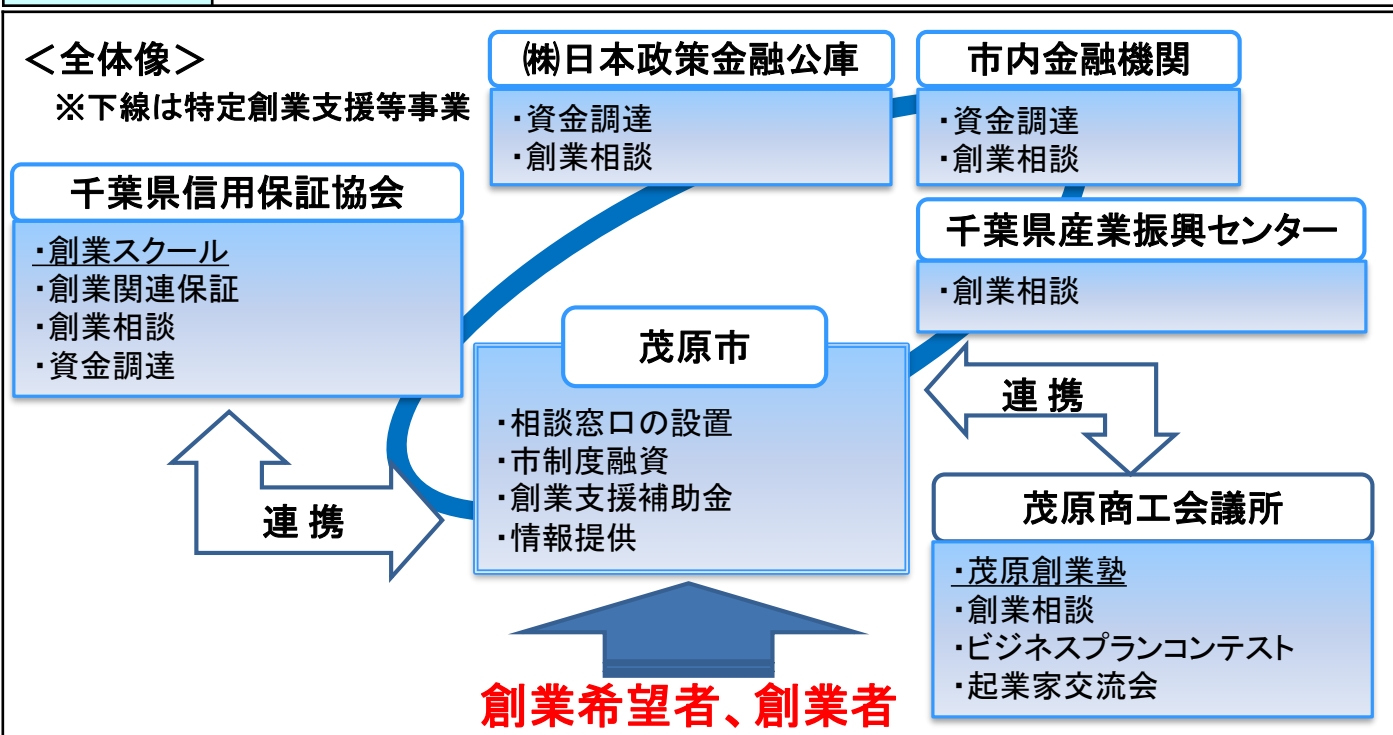 ＜全体像＞
※下線は特定創業支援等事業
㈱日本政策金融公庫
・資金調達
・創業相談
市内金融機関
・資金調達
・創業相談
千葉県信用保証協会
・創業スクール
・創業関連保証
・創業相談
・資金調達
千葉県産業振興センター
・創業相談
茂原市
・相談窓口の設置
・市制度融資
・創業支援補助金
・情報提供
連携
連携
茂原商工会議所
・茂原創業塾
・創業相談
・ビジネスプランコンテスト
・起業家交流会
創業希望者、創業者